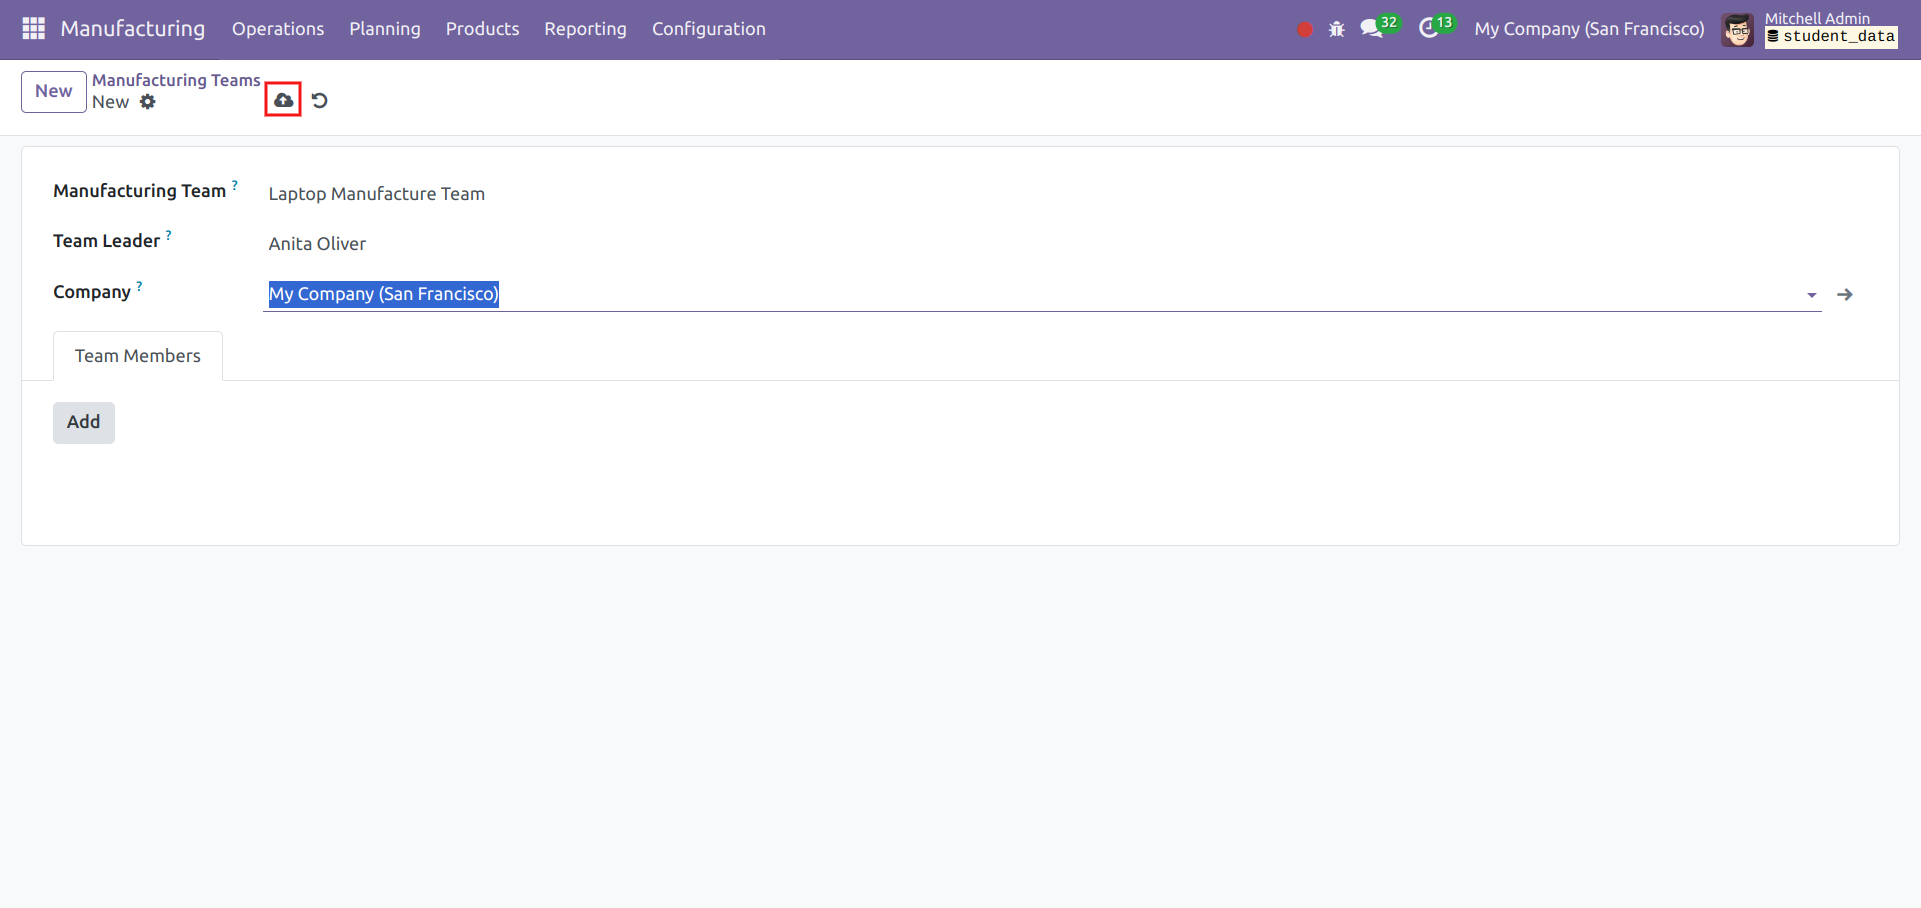 Manufacturing Operations Planning Products Reporting Configuration 32 13 My Company (San Francisco) Mitchell Admin
student_data
New Manufacturing Teams
New
Manufacturing Team ? Laptop Manufacture Team
Team Leader ? Anita Oliver
Company ? My Company (San Francisco)
Team Members
Add